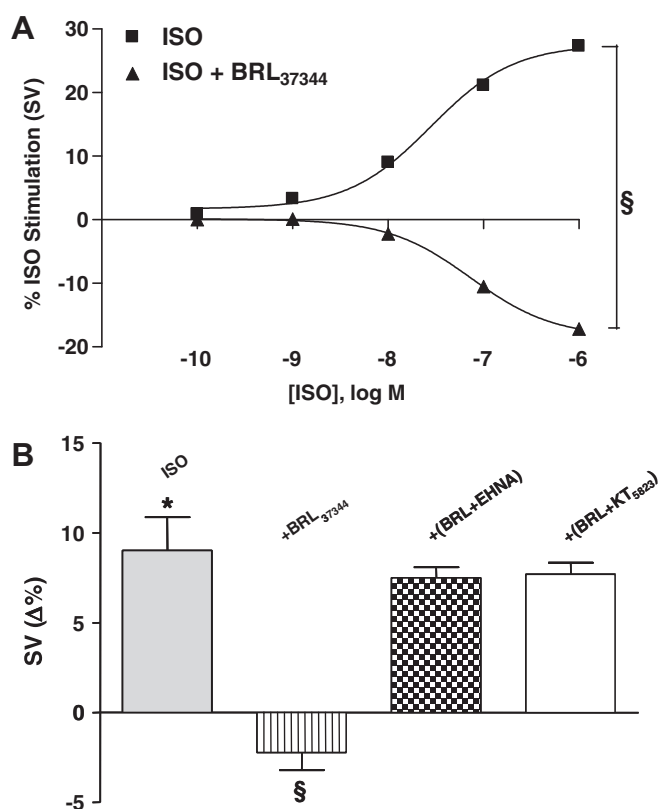 A
ISO
ISO + BRL37344
% ISO Stimulation (SV)
30
20
10
0
-10
-20
§
-10 -9 -8 -7 -6
[ISO], log M
B
SV (Δ%)
15
10
5
0
-5
ISO
*
+BRL37344
§
+(BRL+EHNA)
+(BRL+KT5823)